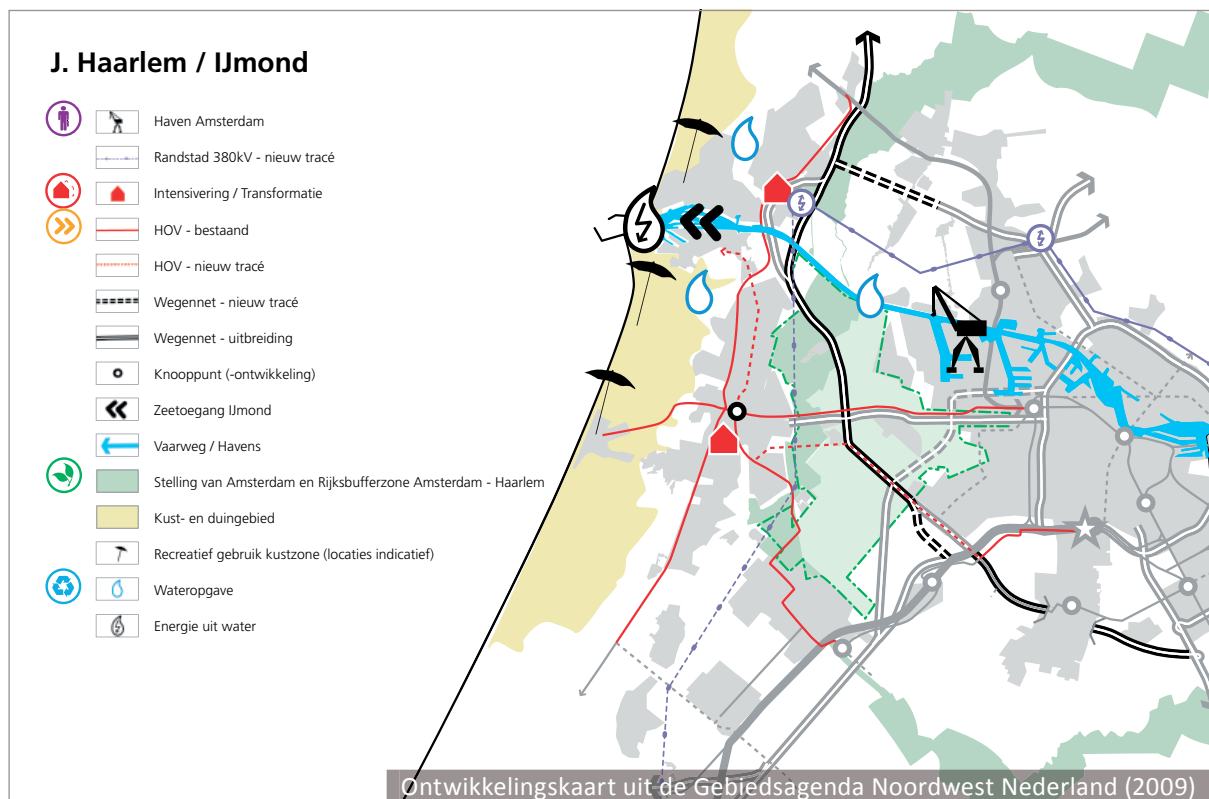 J. Haarlem / IJmond
Haven Amsterdam
Randstad 380kV - nieuw tracé
Intensivering / Transformatie
HOV - bestaand
HOV - nieuw tracé
Wegennet - nieuw tracé
Wegennet - uitbreiding
Knooppunt (-ontwikkeling)
Zeetoegang IJmond
Vaarweg / Havens
Stelling van Amsterdam en Rijksbufferzone Amsterdam - Haarlem
Kust- en duingebied
Recreatief gebruik kustzone (locaties indicatief)
Wateropgave
Energie uit water
Ontwikkelingskaart uit de Gebiedsagenda Noordwest Nederland (2009)